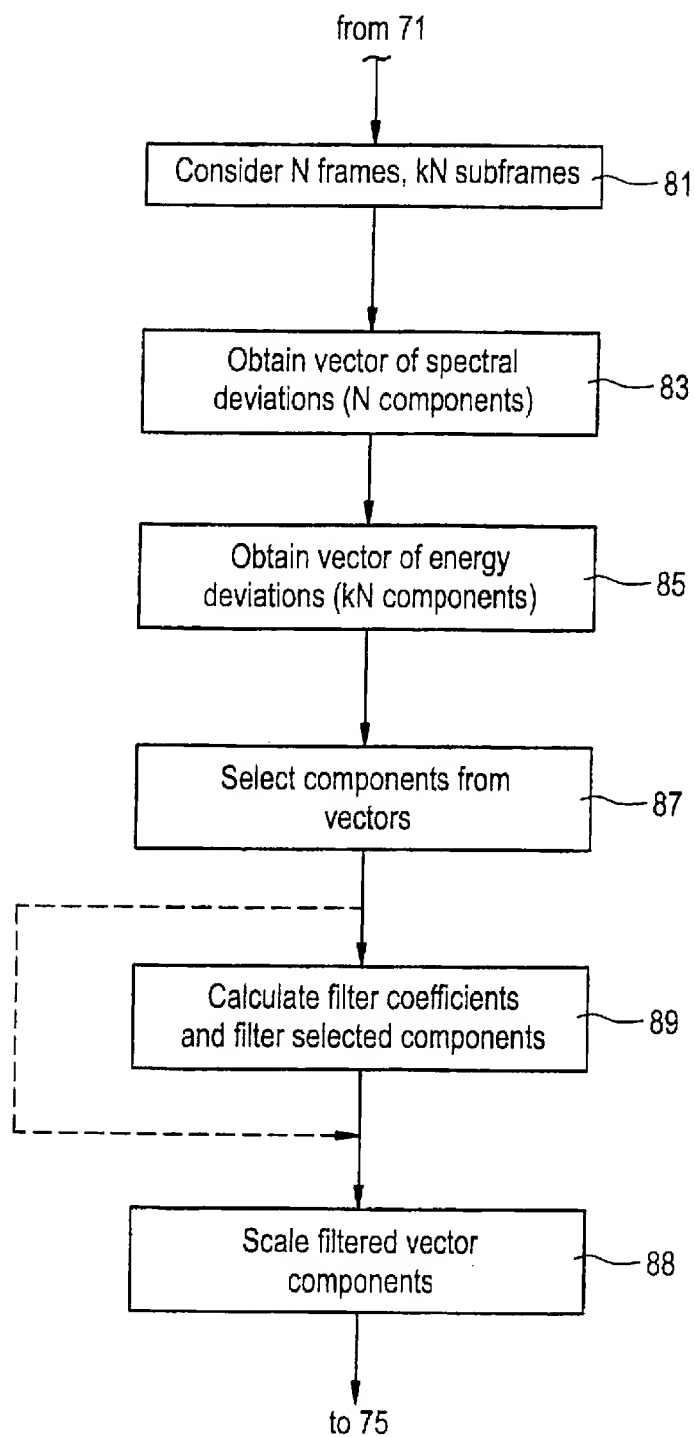 from 71
Consider N frames, kN subframes
81
Obtain vector of spectral
deviations (N components)
83
Obtain vector of energy
deviations (kN components)
85
Select components from
vectors
87
Calculate filter coefficients
and filter selected components
89
Scale filtered vector
components
88
to 75